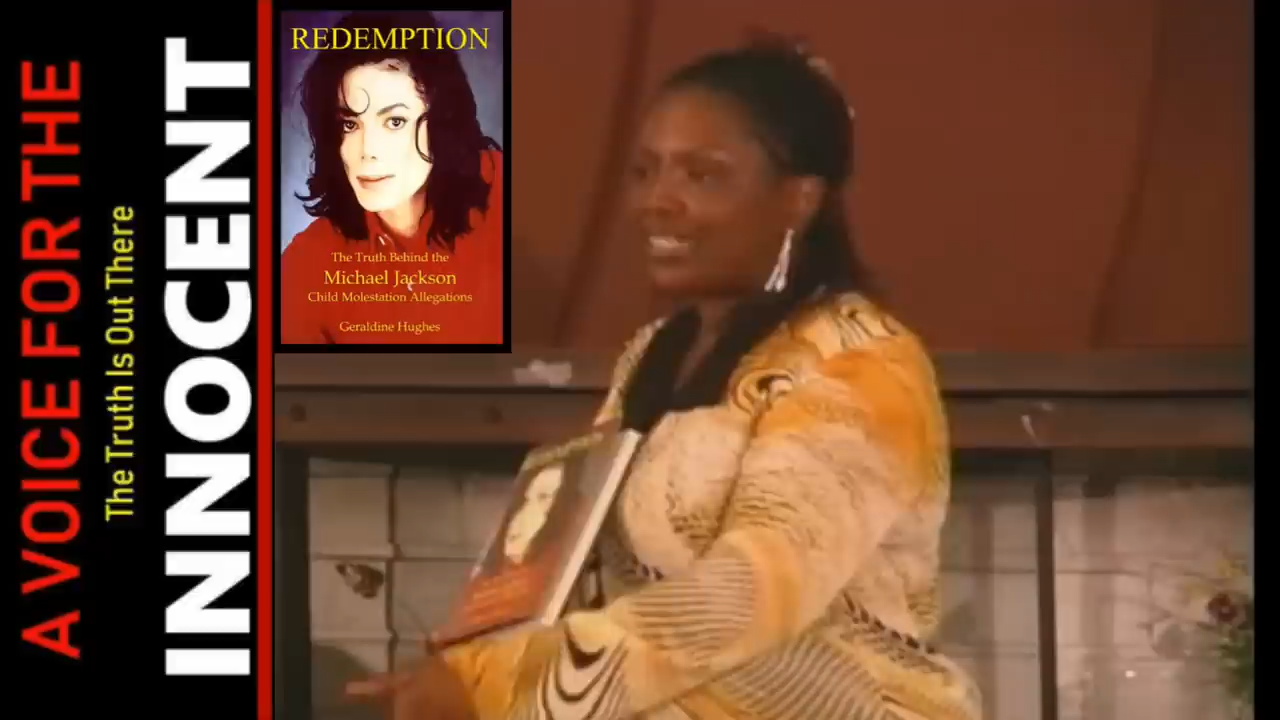 A VOICE FOR THE
The Truth Is Out There
INNOCENT
REDEMPTION
The Truth Behind the
Michael Jackson
Child Molestation Allegations
Geraldine Hughes